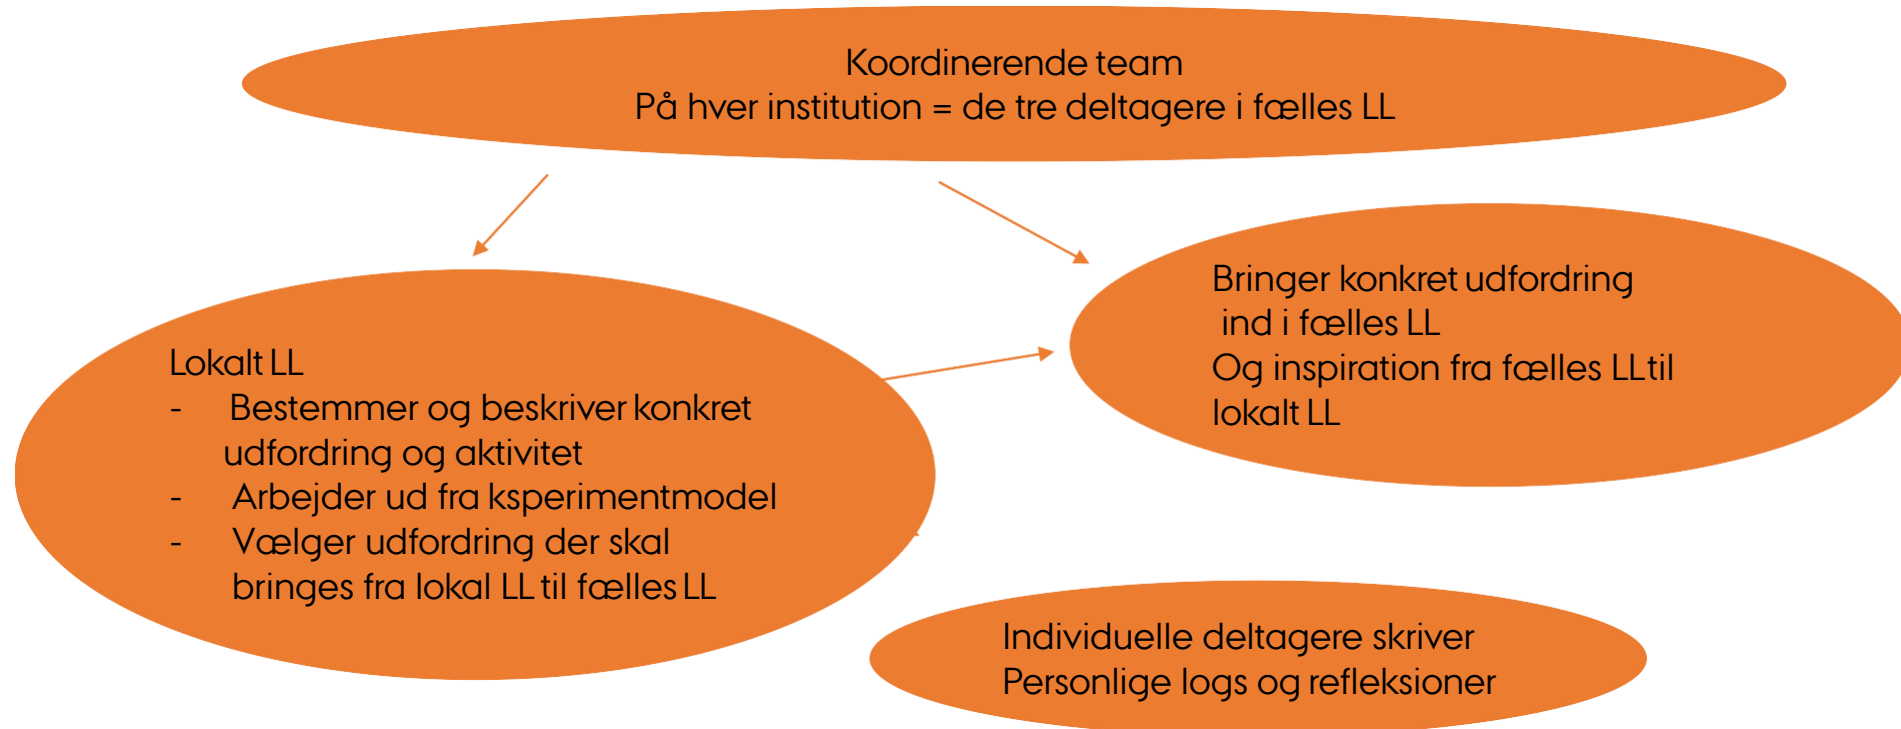 Koordinerende team
På hver institution = de tre deltagere i fælles LL
Bringer konkret udfordring
ind i fælles LL
Og inspiration fra fælles LL til
lokalt LL
Lokalt LL
- Bestemmer og beskriver konkret
udfordring og aktivitet
- Arbejder ud fra ksperimentmodel
- Vælger udfordring der skal
bringes fra lokal LL til fælles LL
Individuelle deltagere skriver
Personlige logs og refleksioner